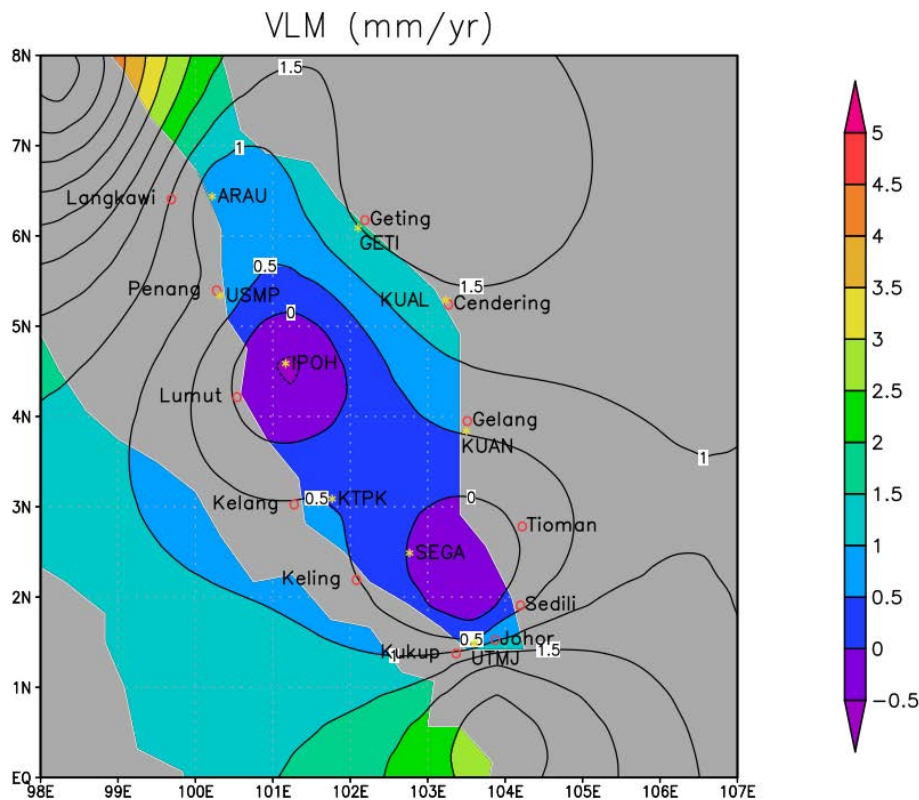 VLM (mm/yr)
8N
1.5
7N
1
Langkawi
ARAU
Geting
6N
GETI
0.5
Penang
USMP
1.5
KUAL
Cendering
5N
0
IPOH
Lumut
4N
Gelang
KUAN
1
3N
0.5
KTPK
0
Kelang
Tioman
SEGA
Keling
2N
Sedili
0.5
Johor
Kukup
1
UTMJ
1.5
1N
EQ
98E
99E
100E
101E
102E
103E
104E
105E
106E
107E
5
4.5
4
3.5
3
2.5
2
1.5
1
0.5
0
−0.5